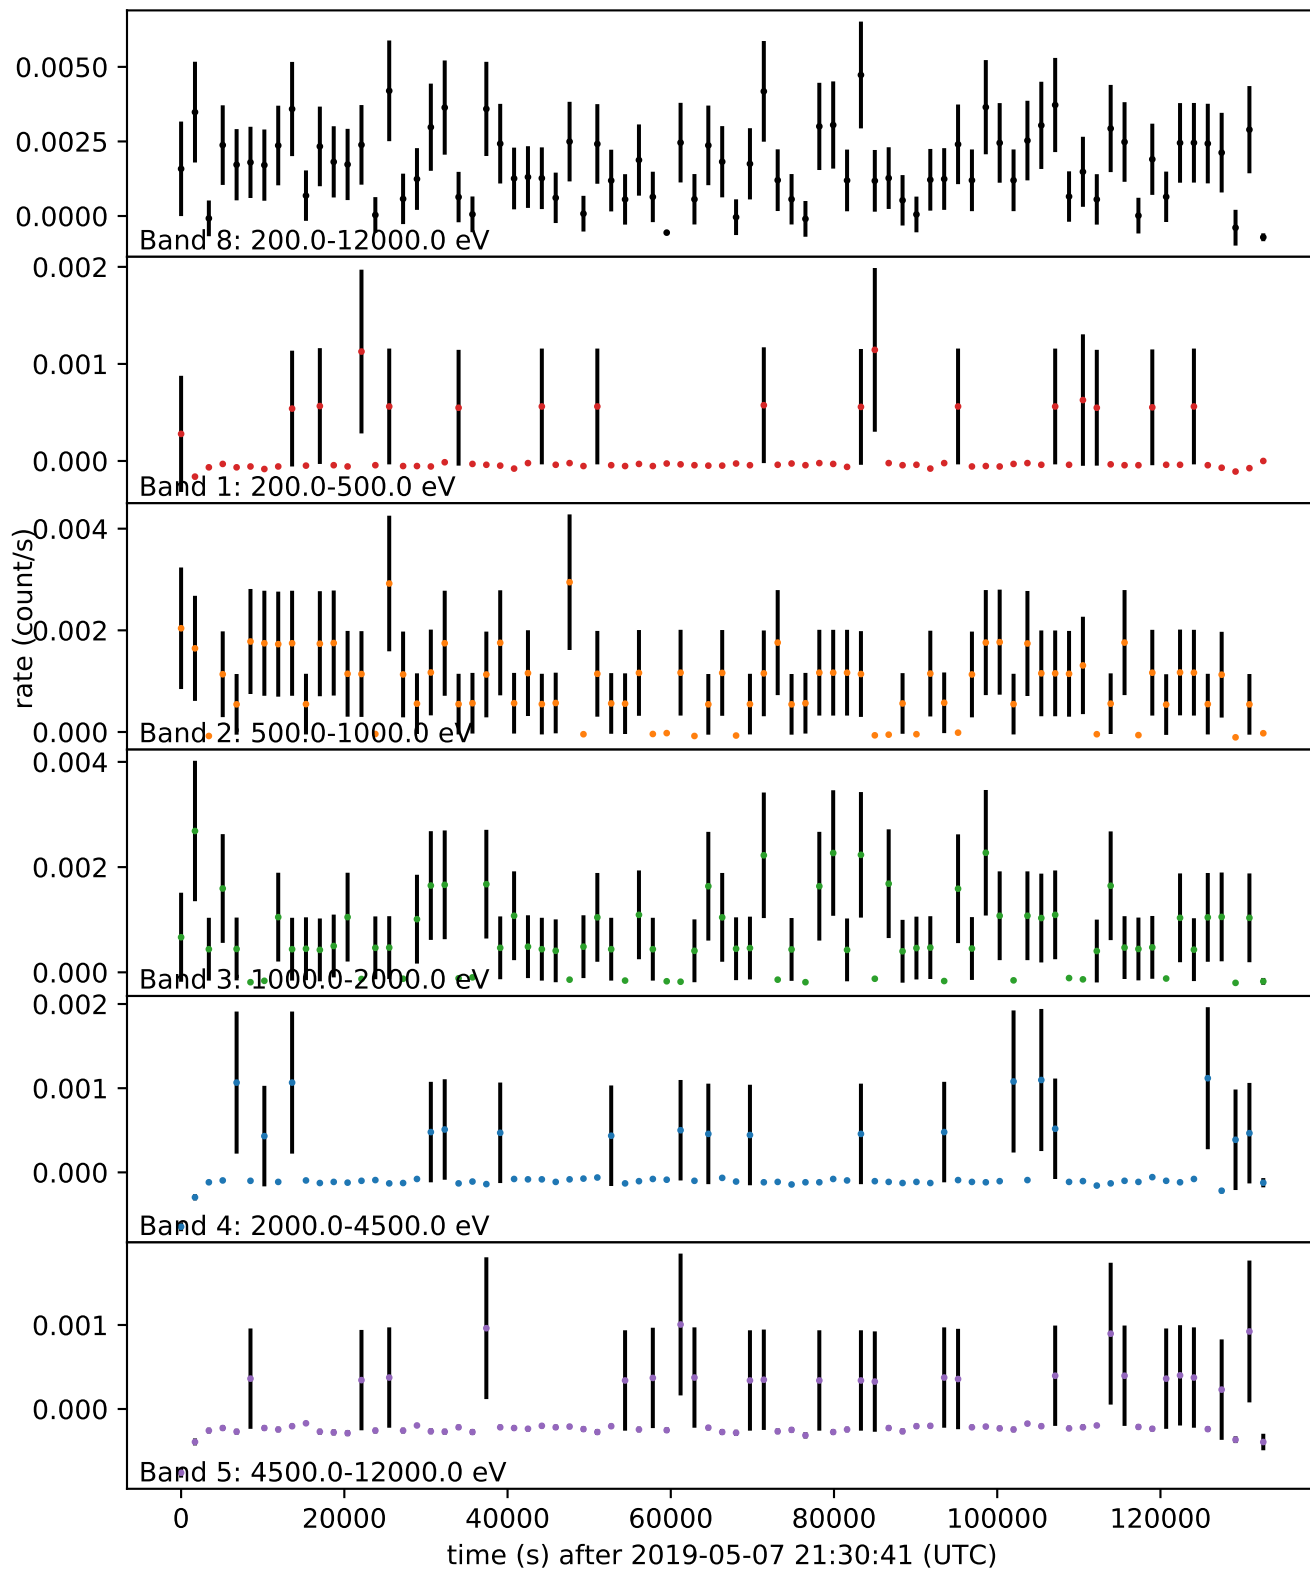 0.0050
0.0025
0.0000
Band 8: 200.0-12000.0 eV
0.002
0.001
0.000
Band 1: 200.0-500.0 eV
rate (count/s)
0.004
0.002
0.000
Band 2: 500.0-1000.0 eV
0.004
0.002
0.000
Band 3: 1000.0-2000.0 eV
0.002
0.001
0.000
Band 4: 2000.0-4500.0 eV
0.001
0.000
Band 5: 4500.0-12000.0 eV
0 20000 40000 60000 80000 100000 120000
time (s) after 2019-05-07 21:30:41 (UTC)